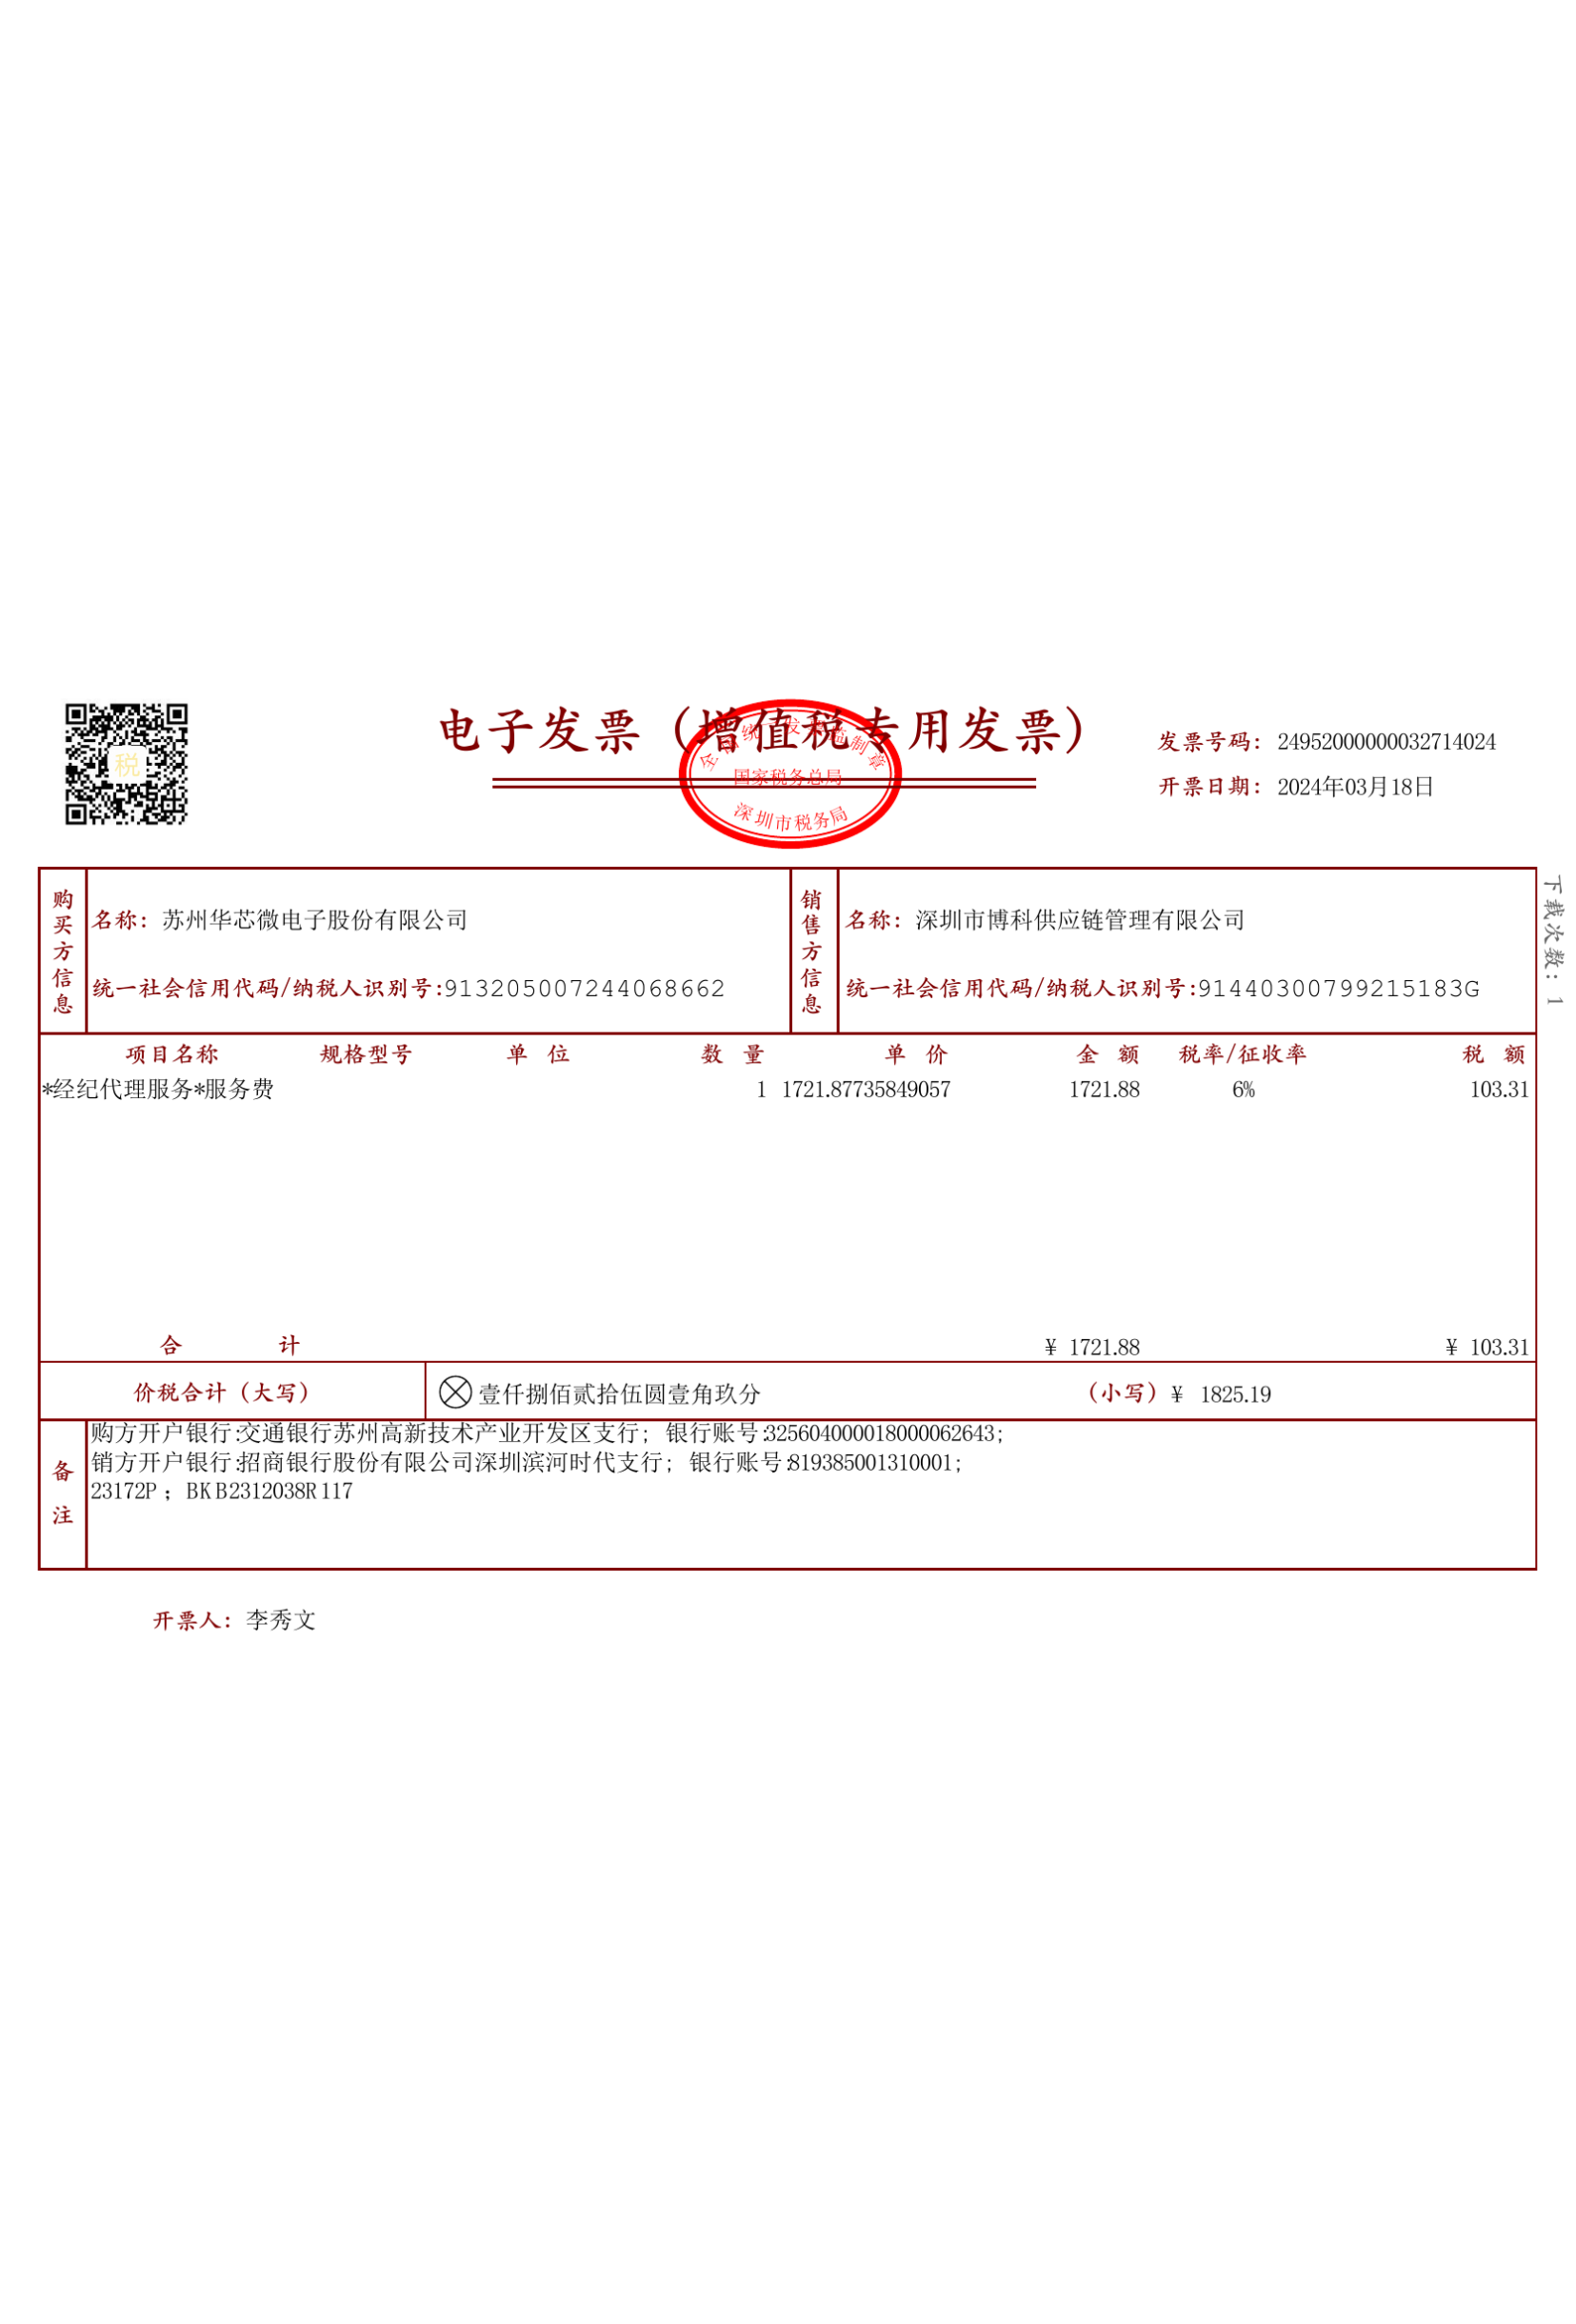 税
电子发票（增值税专用发票）
全国统一发票监制章
国家税务总局
深圳市税务局
发票号码：24952000000032714024
开票日期：2024年03月18日
下载次数：1
购买方信息
名称：苏州华芯微电子股份有限公司
统一社会信用代码/纳税人识别号:913205007244068662
销售方信息
名称：深圳市博科供应链管理有限公司
统一社会信用代码/纳税人识别号:91440300799215183G
项目名称 规格型号 单 位 数 量 单 价 金 额 税率/征收率 税 额
*经纪代理服务*服务费 1 1721.87735849057 1721.88 6% 103.31
合 计 ¥ 1721.88 ¥ 103.31
价税合计（大写） 壹仟捌佰贰拾伍圆壹角玖分 （小写）¥ 1825.19
备注
购方开户银行:交通银行苏州高新技术产业开发区支行; 银行账号:325604000018000062643;
销方开户银行:招商银行股份有限公司深圳滨河时代支行; 银行账号:819385001310001;
23172P ; BKB2312038R117
开票人：李秀文